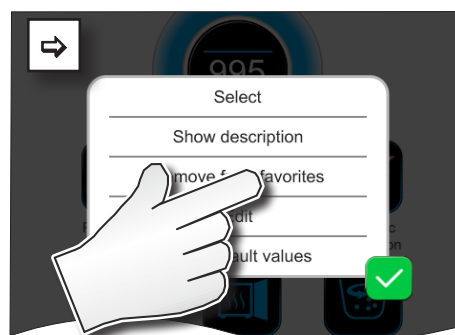 995
Select
Show description
move favorites
dit
ault values